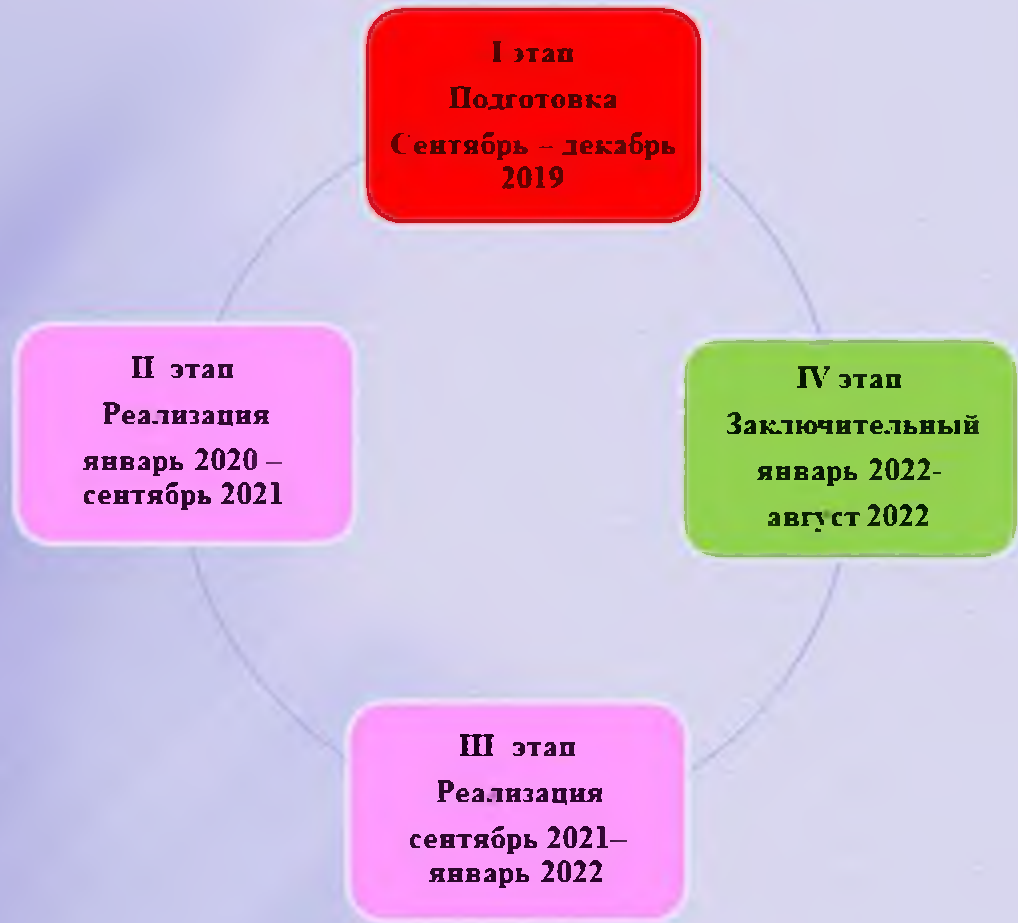 I этап
Подготовка
Сентябрь – декабрь
2019
II этап
Реализация
январь 2020 –
сентябрь 2021
IV этап
Заключительный
январь 2022-
август 2022
III этап
Реализация
сентябрь 2021–
январь 2022